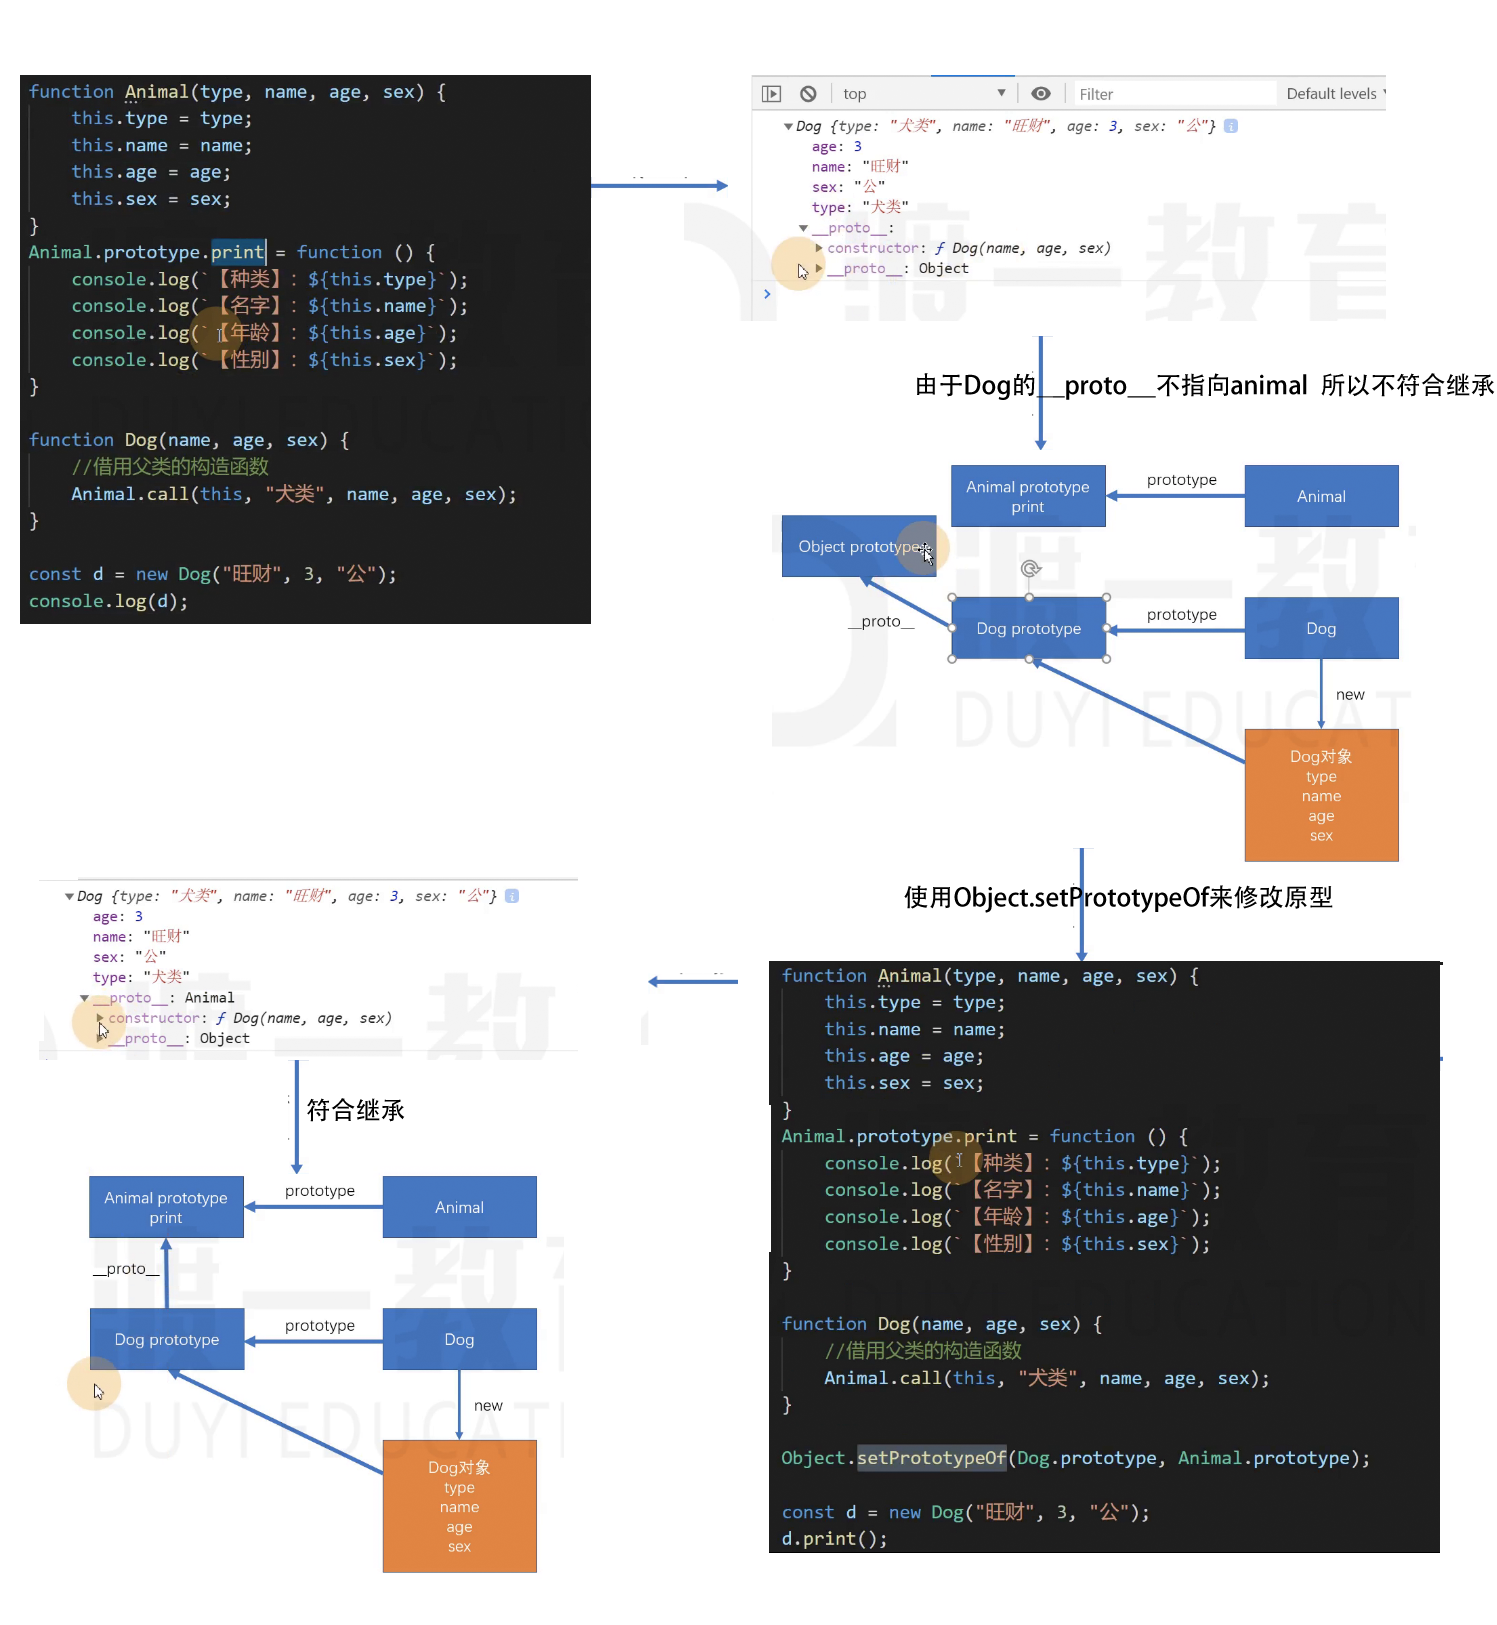 function Animal(type, name, age, sex) {
this.type = type;
this.name = name;
this.age = age;
this.sex = sex;
}
Animal.prototype.print = function () {
console.log(`【种类】: ${this.type}`);
console.log(`【名字】: ${this.name}`);
console.log(`【年龄】: ${this.age}`);
console.log(`【性别】: ${this.sex}`);
}
function Dog(name, age, sex) {
//借用父类的构造函数
Animal.call(this, "犬类", name, age, sex);
}
const d = new Dog("旺财", 3, "公");
console.log(d);
top
Filter
Default levels
Dog {type: "犬类", name: "旺财", age: 3, sex: "公"}
age: 3
name: "旺财"
sex: "公"
type: "犬类"
__proto__:
constructor: ƒ Dog(name, age, sex)
__proto__: Object
由于Dog的__proto__不指向animal 所以不符合继承
Animal prototype
print
prototype
Animal
Object prototype
__proto__
Dog prototype
prototype
Dog
new
Dog对象
type
name
age
sex
渡一教育
DUYI EDUCAT
使用Object.setPrototypeOf来修改原型
function Animal(type, name, age, sex) {
this.type = type;
this.name = name;
this.age = age;
this.sex = sex;
}
Animal.prototype.print = function () {
console.log(`【种类】: ${this.type}`);
console.log(`【名字】: ${this.name}`);
console.log(`【年龄】: ${this.age}`);
console.log(`【性别】: ${this.sex}`);
}
function Dog(name, age, sex) {
//借用父类的构造函数
Animal.call(this, "犬类", name, age, sex);
}
Object.setPrototypeOf(Dog.prototype, Animal.prototype);
const d = new Dog("旺财", 3, "公");
d.print();
Dog {type: "犬类", name: "旺财", age: 3, sex: "公"}
age: 3
name: "旺财"
sex: "公"
type: "犬类"
__proto__: Animal
constructor: ƒ Dog(name, age, sex)
__proto__: Object
符合继承
Animal prototype
print
prototype
Animal
__proto__
Dog prototype
prototype
Dog
new
Dog对象
type
name
age
sex
DUYI EDUCATI